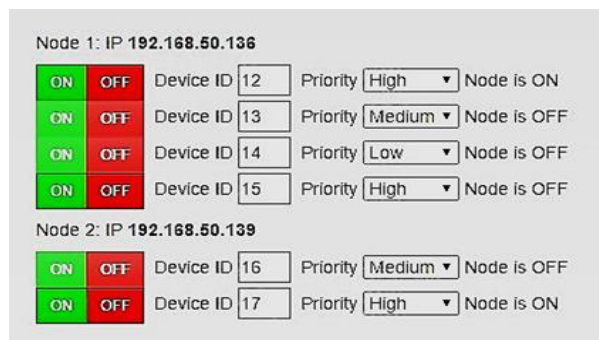 Node 1: IP 192.168.50.136
ON OFF Device ID 12 Priority High Node is ON
ON OFF Device ID 13 Priority Medium Node is OFF
ON OFF Device ID 14 Priority Low Node is OFF
ON OFF Device ID 15 Priority High Node is OFF
Node 2: IP 192.168.50.139
ON OFF Device ID 16 Priority Medium Node is OFF
ON OFF Device ID 17 Priority High Node is ON